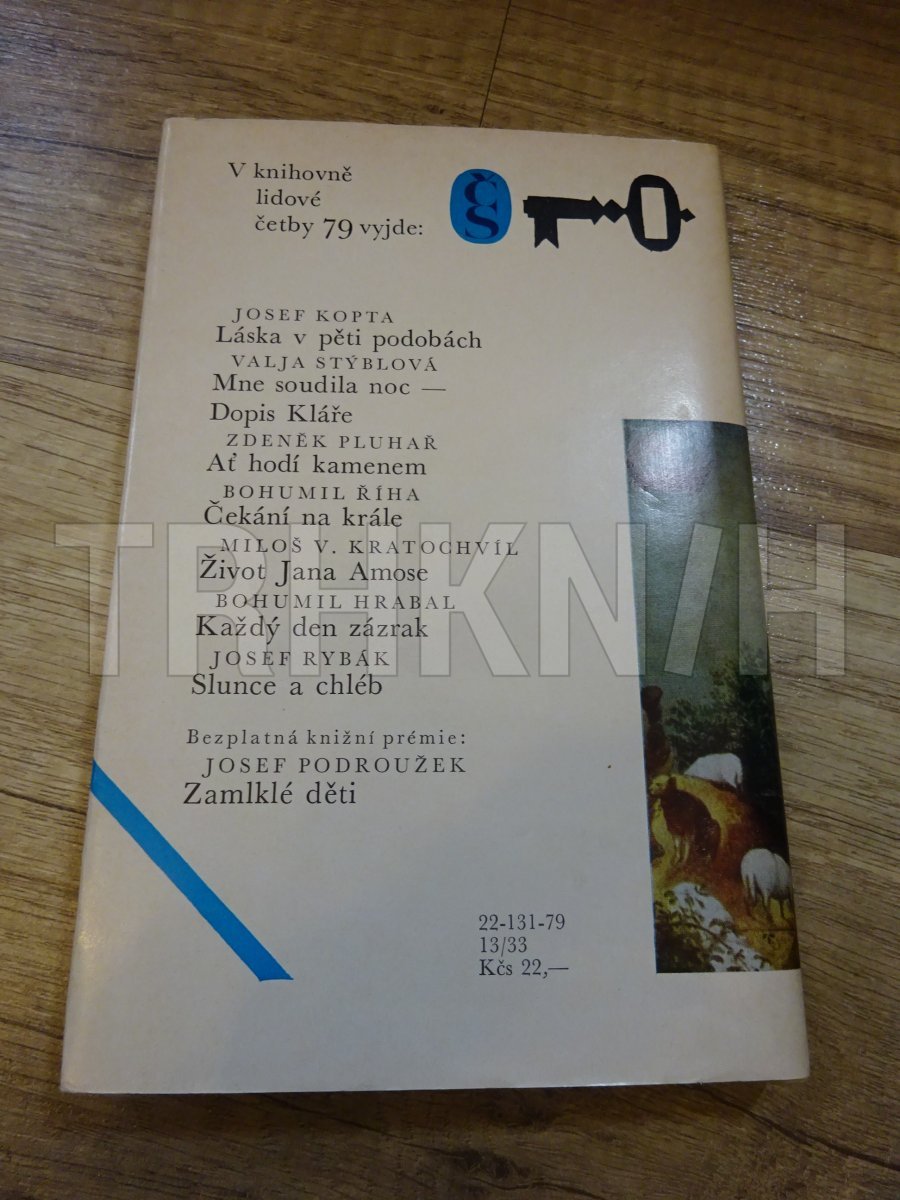 V knihovně
lidové
četby 79 vyjde:
ČS
JOSEF KOPTA
Láska v pěti podobách
VALJA STÝBLOVÁ
Mne soudila noc —
Dopis Kláře
ZDENĚK PLUHAŘ
Ať hodí kamenem
BOHUMIL ŘÍHA
Čekání na krále
MILOŠ V. KRATOCHVÍL
Život Jana Amose
BOHUMIL HRABAL
Každý den zázrak
JOSEF RYBÁK
Slunce a chléb
Bezplatná knižní prémie:
JOSEF PODROUŽEK
Zamlklé děti
22-131-79
13/33
Kčs 22,—
TRHKNIH